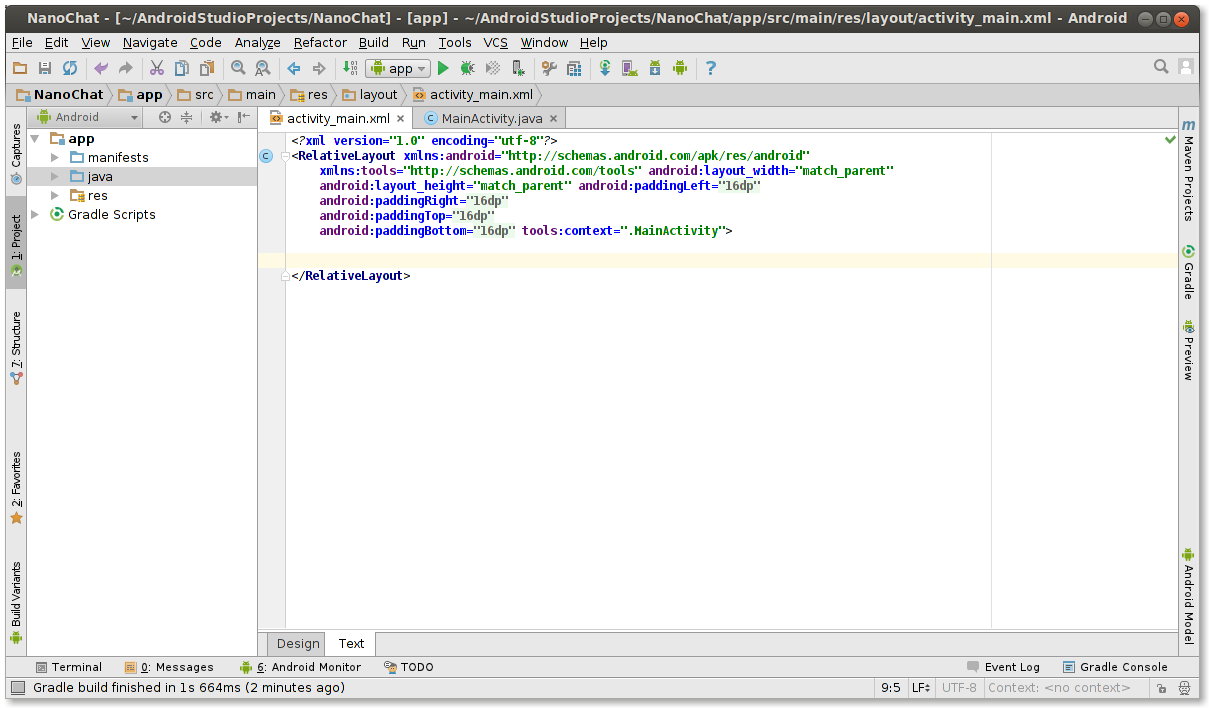 NanoChat - [~/AndroidStudioProjects/NanoChat] - [app] - ~/AndroidStudioProjects/NanoChat/app/src/main/res/layout/activity_main.xml - Android
File Edit View Navigate Code Analyze Refactor Build Run Tools VCS Window Help
app
NanoChat app src main res layout activity_main.xml
Android
activity_main.xml
MainActivity.java
app
manifests
java
res
Gradle Scripts
Captures
1: Project
7: Structure
2: Favorites
Build Variants
<?xml version="1.0" encoding="utf-8"?>
<RelativeLayout xmlns:android="http://schemas.android.com/apk/res/android"
xmlns:tools="http://schemas.android.com/tools" android:layout_width="match_parent"
android:layout_height="match_parent" android:paddingLeft="16dp"
android:paddingRight="16dp"
android:paddingTop="16dp"
android:paddingBottom="16dp" tools:context=".MainActivity">
</RelativeLayout>
m Maven Projects
Gradle
Preview
Android Model
Design Text
Terminal 0: Messages 6: Android Monitor TODO Event Log Gradle Console
Gradle build finished in 1s 664ms (2 minutes ago) 9:5 LF UTF-8 Context: <no context>